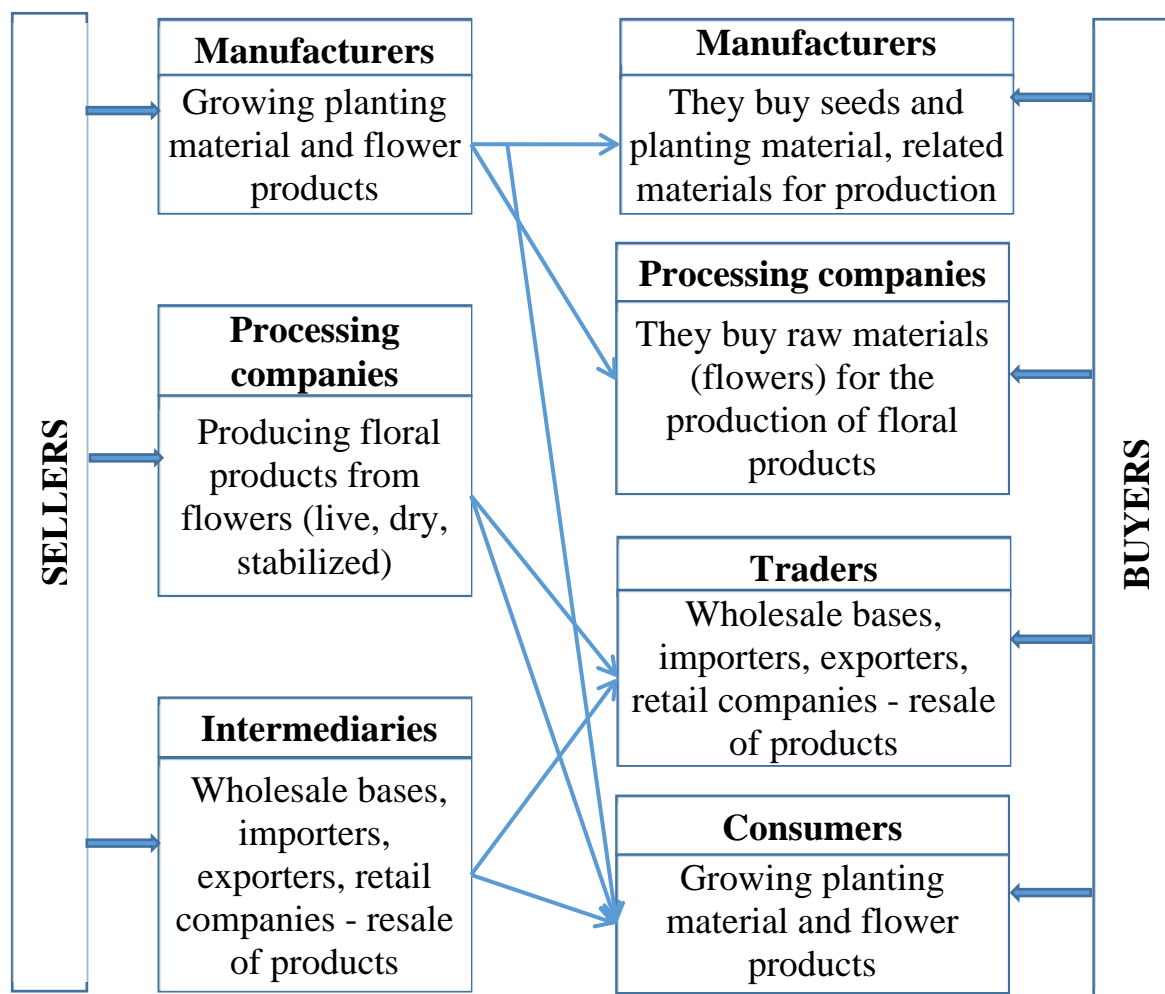 SELLERS
Manufacturers
Growing planting
material and flower
products
Processing
companies
Producing floral
products from
flowers (live, dry,
stabilized)
Intermediaries
Wholesale bases,
importers,
exporters, retail
companies - resale
of products
Manufacturers
They buy seeds and
planting material, related
materials for production
Processing companies
They buy raw materials
(flowers) for the
production of floral
products
Traders
Wholesale bases,
importers, exporters,
retail companies - resale
of products
Consumers
Growing planting
material and flower
products
BUYERS